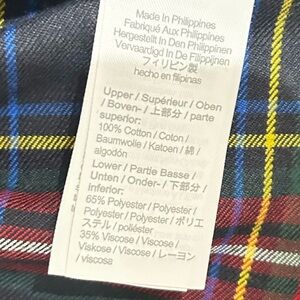 Made In Philippines
Fabriqué Aux Philippines
Hergestellt In Den Philippinen
Vervaardigd In De Filippijnen
フィリピン製
hecho en filipinas
Upper / Supérieur / Oben
/ Boven- / 上部分 / parte
superior:
100% Cotton / Coton /
Baumwolle / Katoen / 綿 /
algodón
Lower / Partie Basse /
Unten / Onder- / 下部分 /
inferior:
65% Polyester / Polyester /
Polyester / Polyester / ポリエ
ステル / poliéster
35% Viscose / Viscose /
Viskose / Viscose / レーヨン
/ viscosa